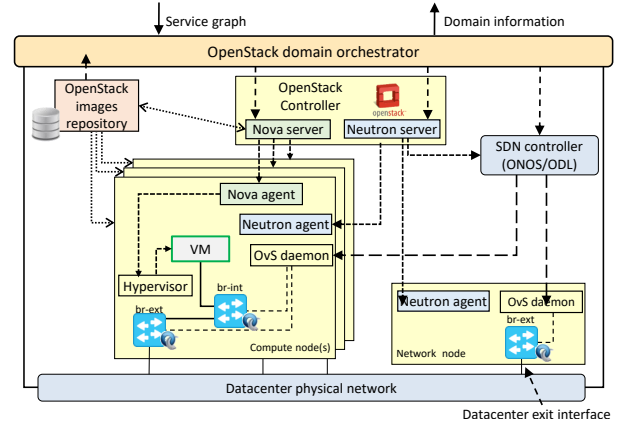 Service graph
Domain information
OpenStack domain orchestrator
OpenStack
images
repository
OpenStack
Controller
openstack
Nova server
Neutron server
SDN controller
(ONOS/ODL)
Nova agent
Neutron agent
VM
OvS daemon
Hypervisor
br-int
br-ext
Compute node(s)
Neutron agent
OvS daemon
br-ext
Network node
Datacenter physical network
Datacenter exit interface